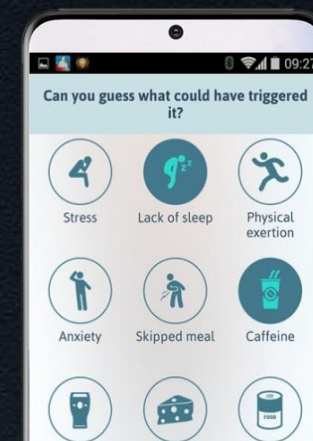 09:27
Can you guess what could have triggered
it?
Stress
Lack of sleep
Physical
exertion
Anxiety
Skipped meal
Caffeine
FOOD